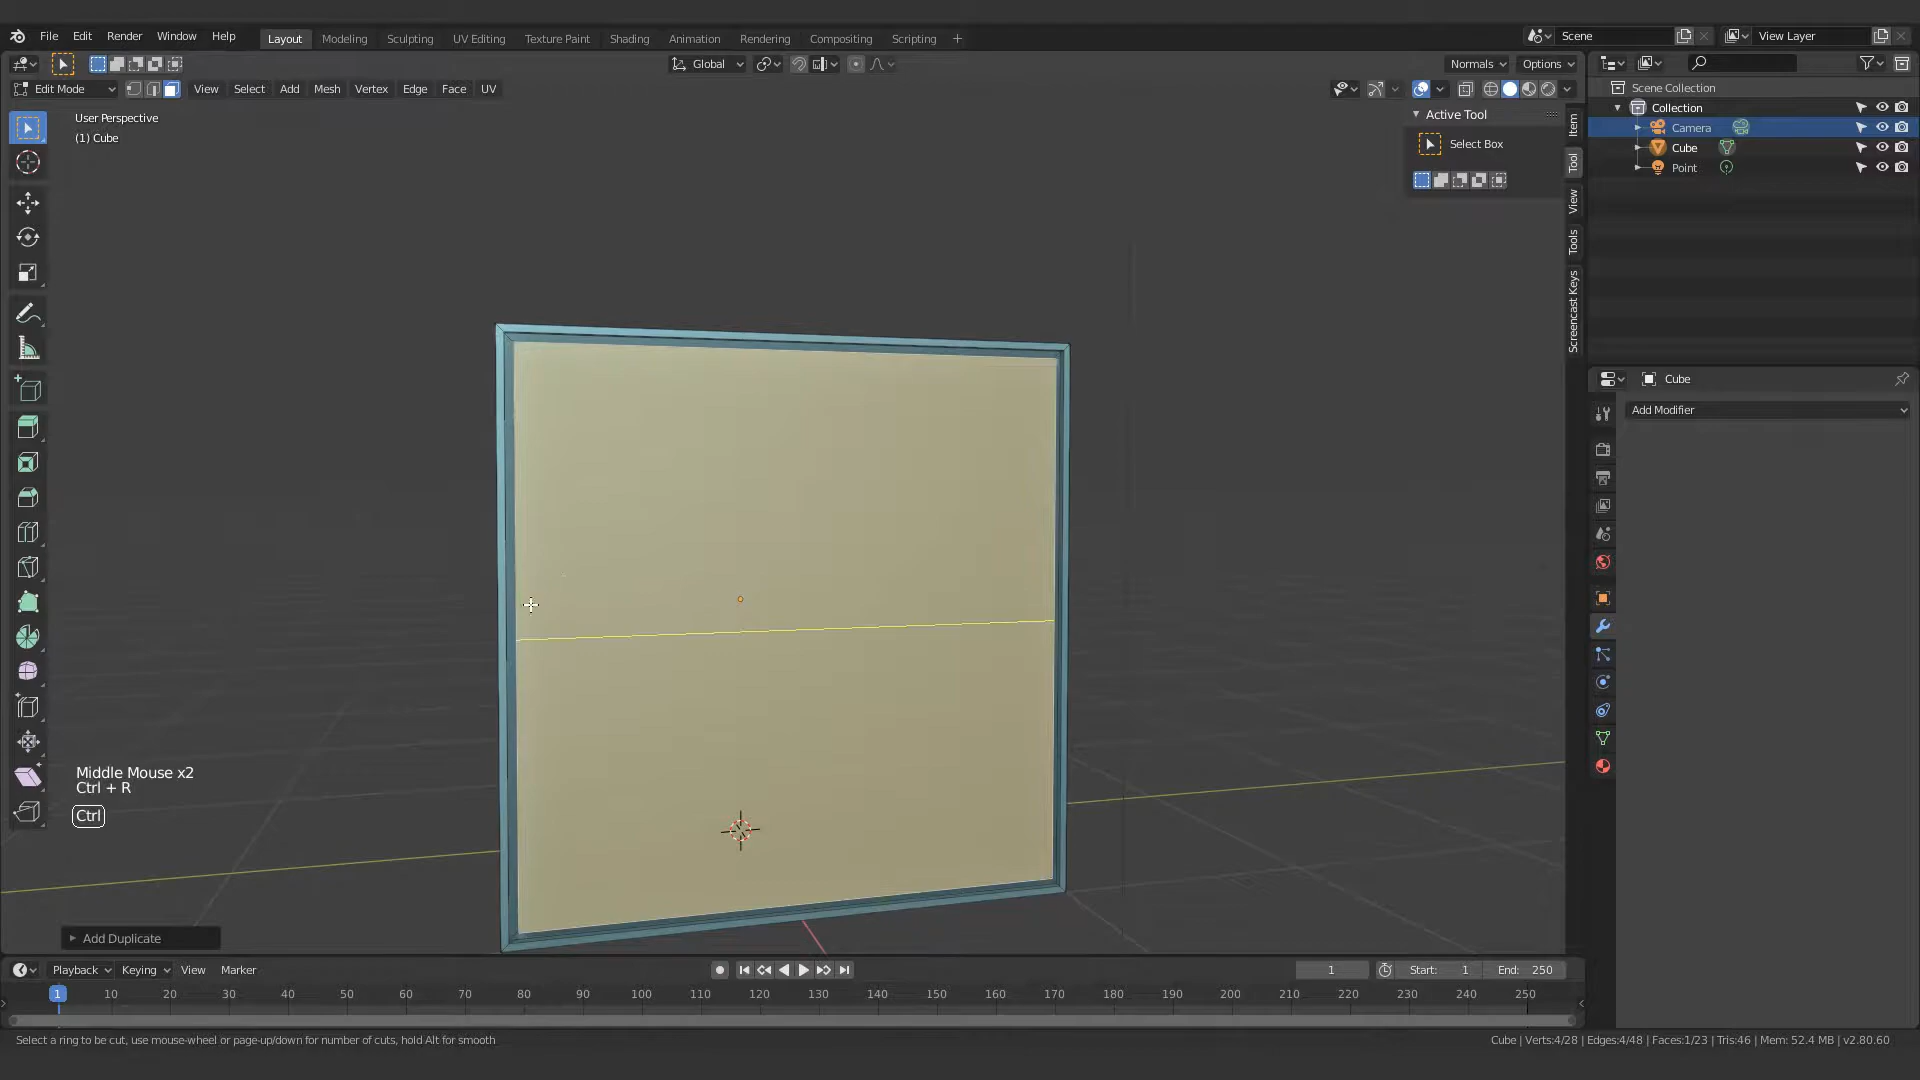 File Edit Render Window Help Layout Modeling Sculpting UV Editing Texture Paint Shading Animation Rendering Compositing Scripting + Scene View Layer
Global Normals Options
Edit Mode View Select Add Mesh Vertex Edge Face UV
Scene Collection
Collection
Camera
Cube
Point
User Perspective
(1) Cube
Active Tool
Select Box
Item
Tool
View
Tools
Screencast Keys
Cube
Add Modifier
Middle Mouse x2
Ctrl + R
Ctrl
Add Duplicate
Playback Keying View Marker 1 Start: 1 End: 250
1 10 20 30 40 50 60 70 80 90 100 110 120 130 140 150 160 170 180 190 200 210 220 230 240 250
Select a ring to be cut, use mouse-wheel or page-up/down for number of cuts, hold Alt for smooth
Cube | Verts:4/28 | Edges:4/48 | Faces:1/23 | Tris:46 | Mem: 52.4 MB | v2.80.60